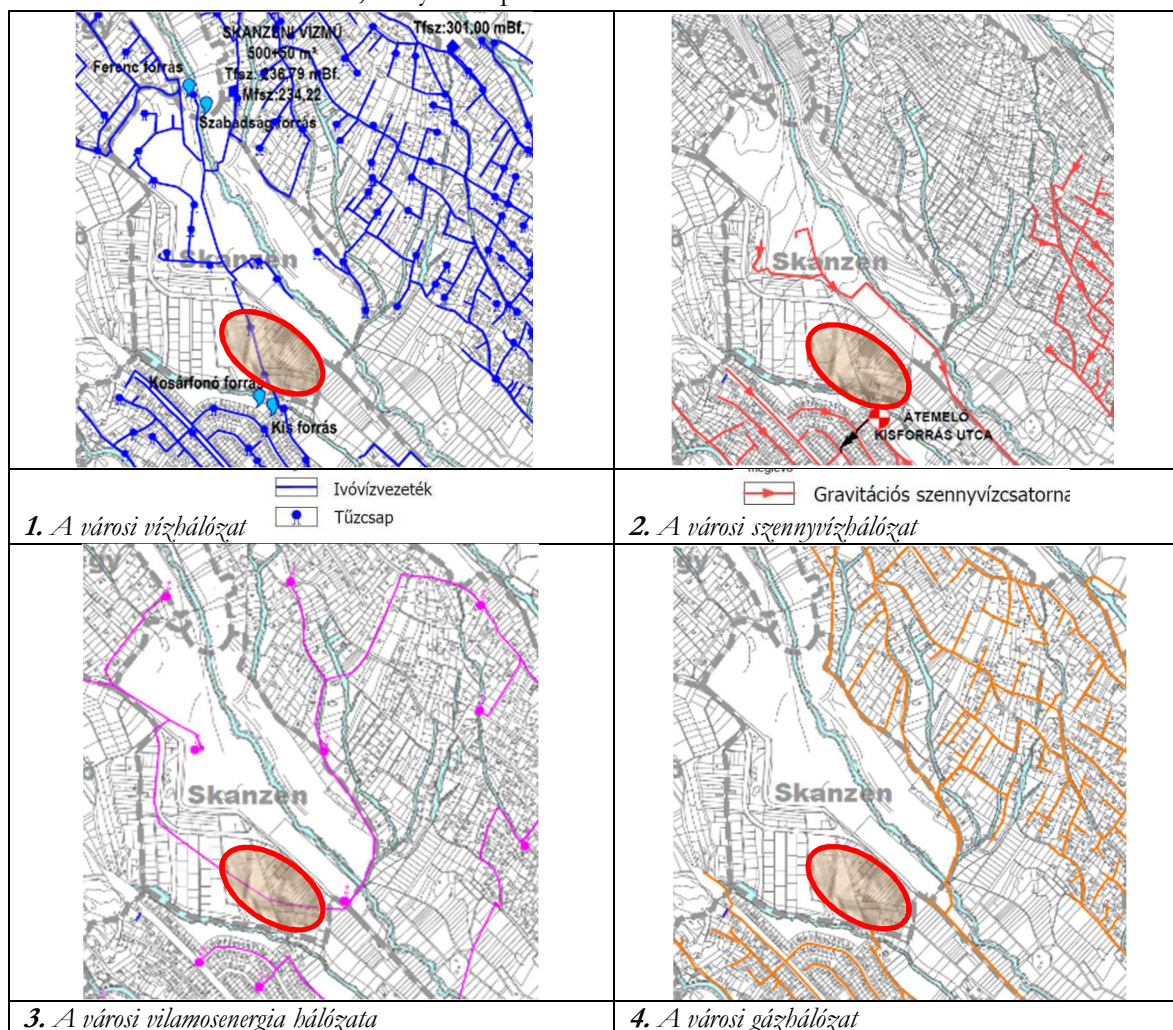 SKANZENI VÍZMŰ
500+50 m³
Tfsz: 236,79 mBf.
Mfsz:234,22
Tfsz:301,00 mBf.
Ferenc forrás
Szabadság forrás
Skanzen
Kosárfonó forrás
Kis forrás
Skanzen
ÁTEMELŐ
KISFORRÁS UTCA
Ivóvízvezeték
Tűzcsap
1. A városi vízhálózat
Gravitációs szennyvízcsatorna
2. A városi szennyvízhálózat
Skanzen
Skanzen
3. A városi vilamosenergia hálózata
4. A városi gázhálózat